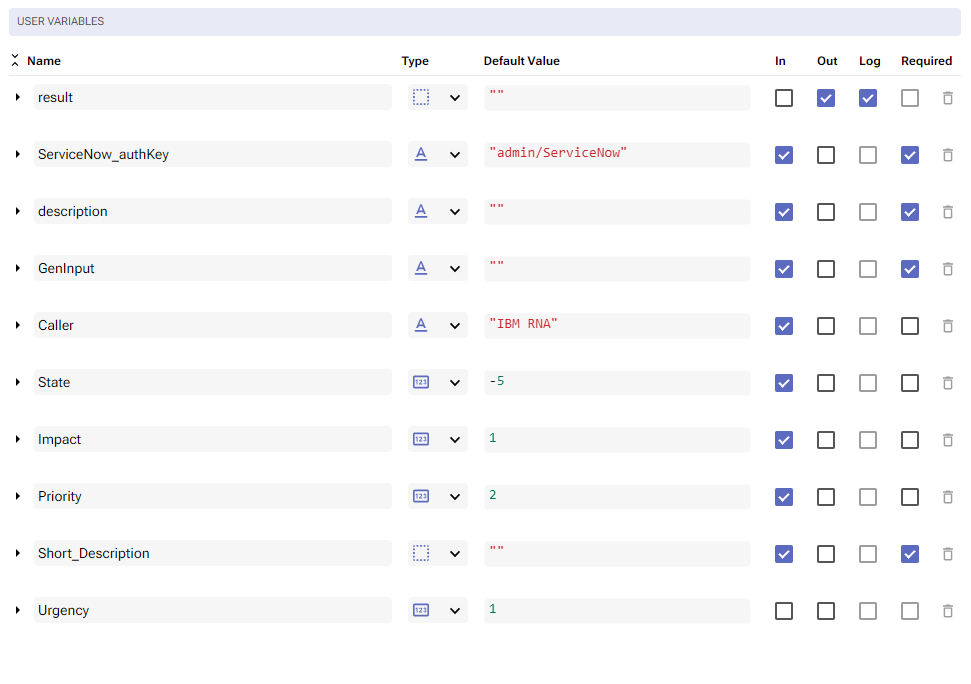 USER VARIABLES
Name Type Default Value In Out Log Required
result ""
ServiceNow_authKey A "admin/ServiceNow"
description A ""
GenInput A ""
Caller A "IBM RNA"
State 123 -5
Impact 123 1
Priority 123 2
Short_Description ""
Urgency 123 1